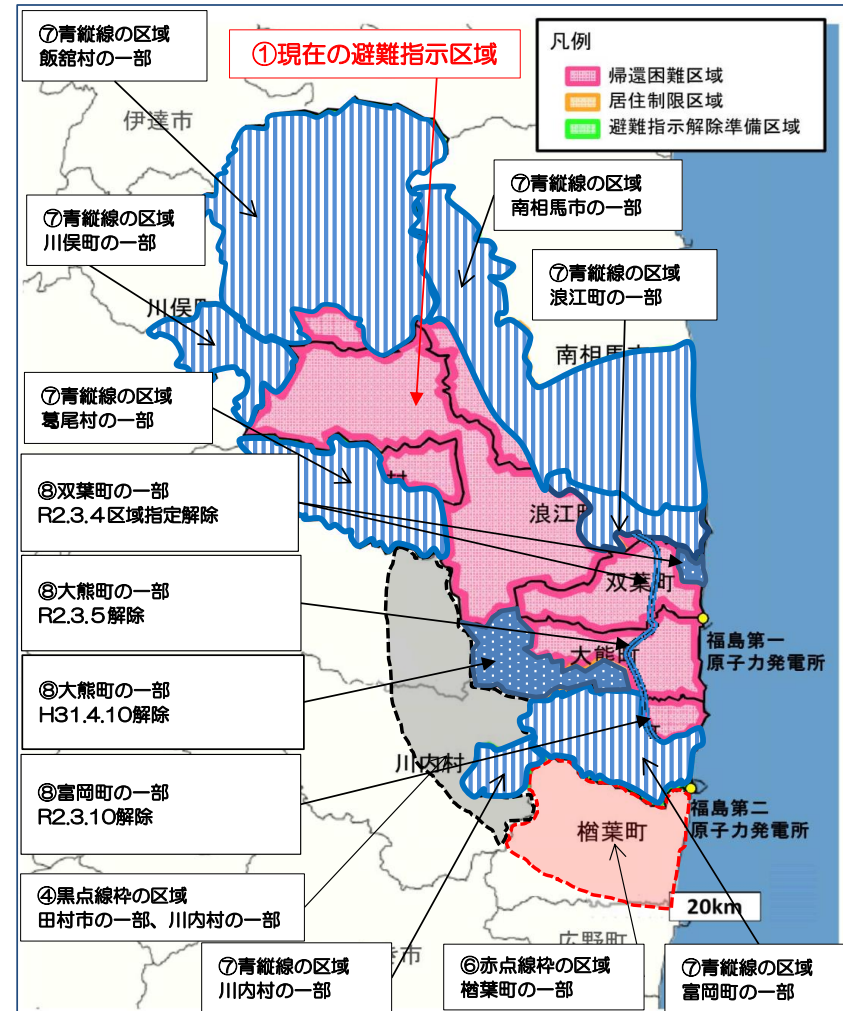 ⑦青縦線の区域
飯舘村の一部
①現在の避難指示区域
凡例
帰還困難区域
居住制限区域
避難指示解除準備区域
伊達市
⑦青縦線の区域
南相馬市の一部
⑦青縦線の区域
川俣町の一部
⑦青縦線の区域
浪江町の一部
川俣町
南相馬市
⑦青縦線の区域
葛尾村の一部
⑧双葉町の一部
R2.3.4区域指定解除
村
浪江町
双葉町
⑧大熊町の一部
R2.3.5解除
福島第一
原子力発電所
大熊町
⑧大熊町の一部
H31.4.10解除
町
川内村
⑧富岡町の一部
R2.3.10解除
福島第二
原子力発電所
楢葉町
④黒点線枠の区域
田村市の一部、川内村の一部
20km
広野町
市
⑦青縦線の区域
川内村の一部
⑥赤点線枠の区域
楢葉町の一部
⑦青縦線の区域
富岡町の一部